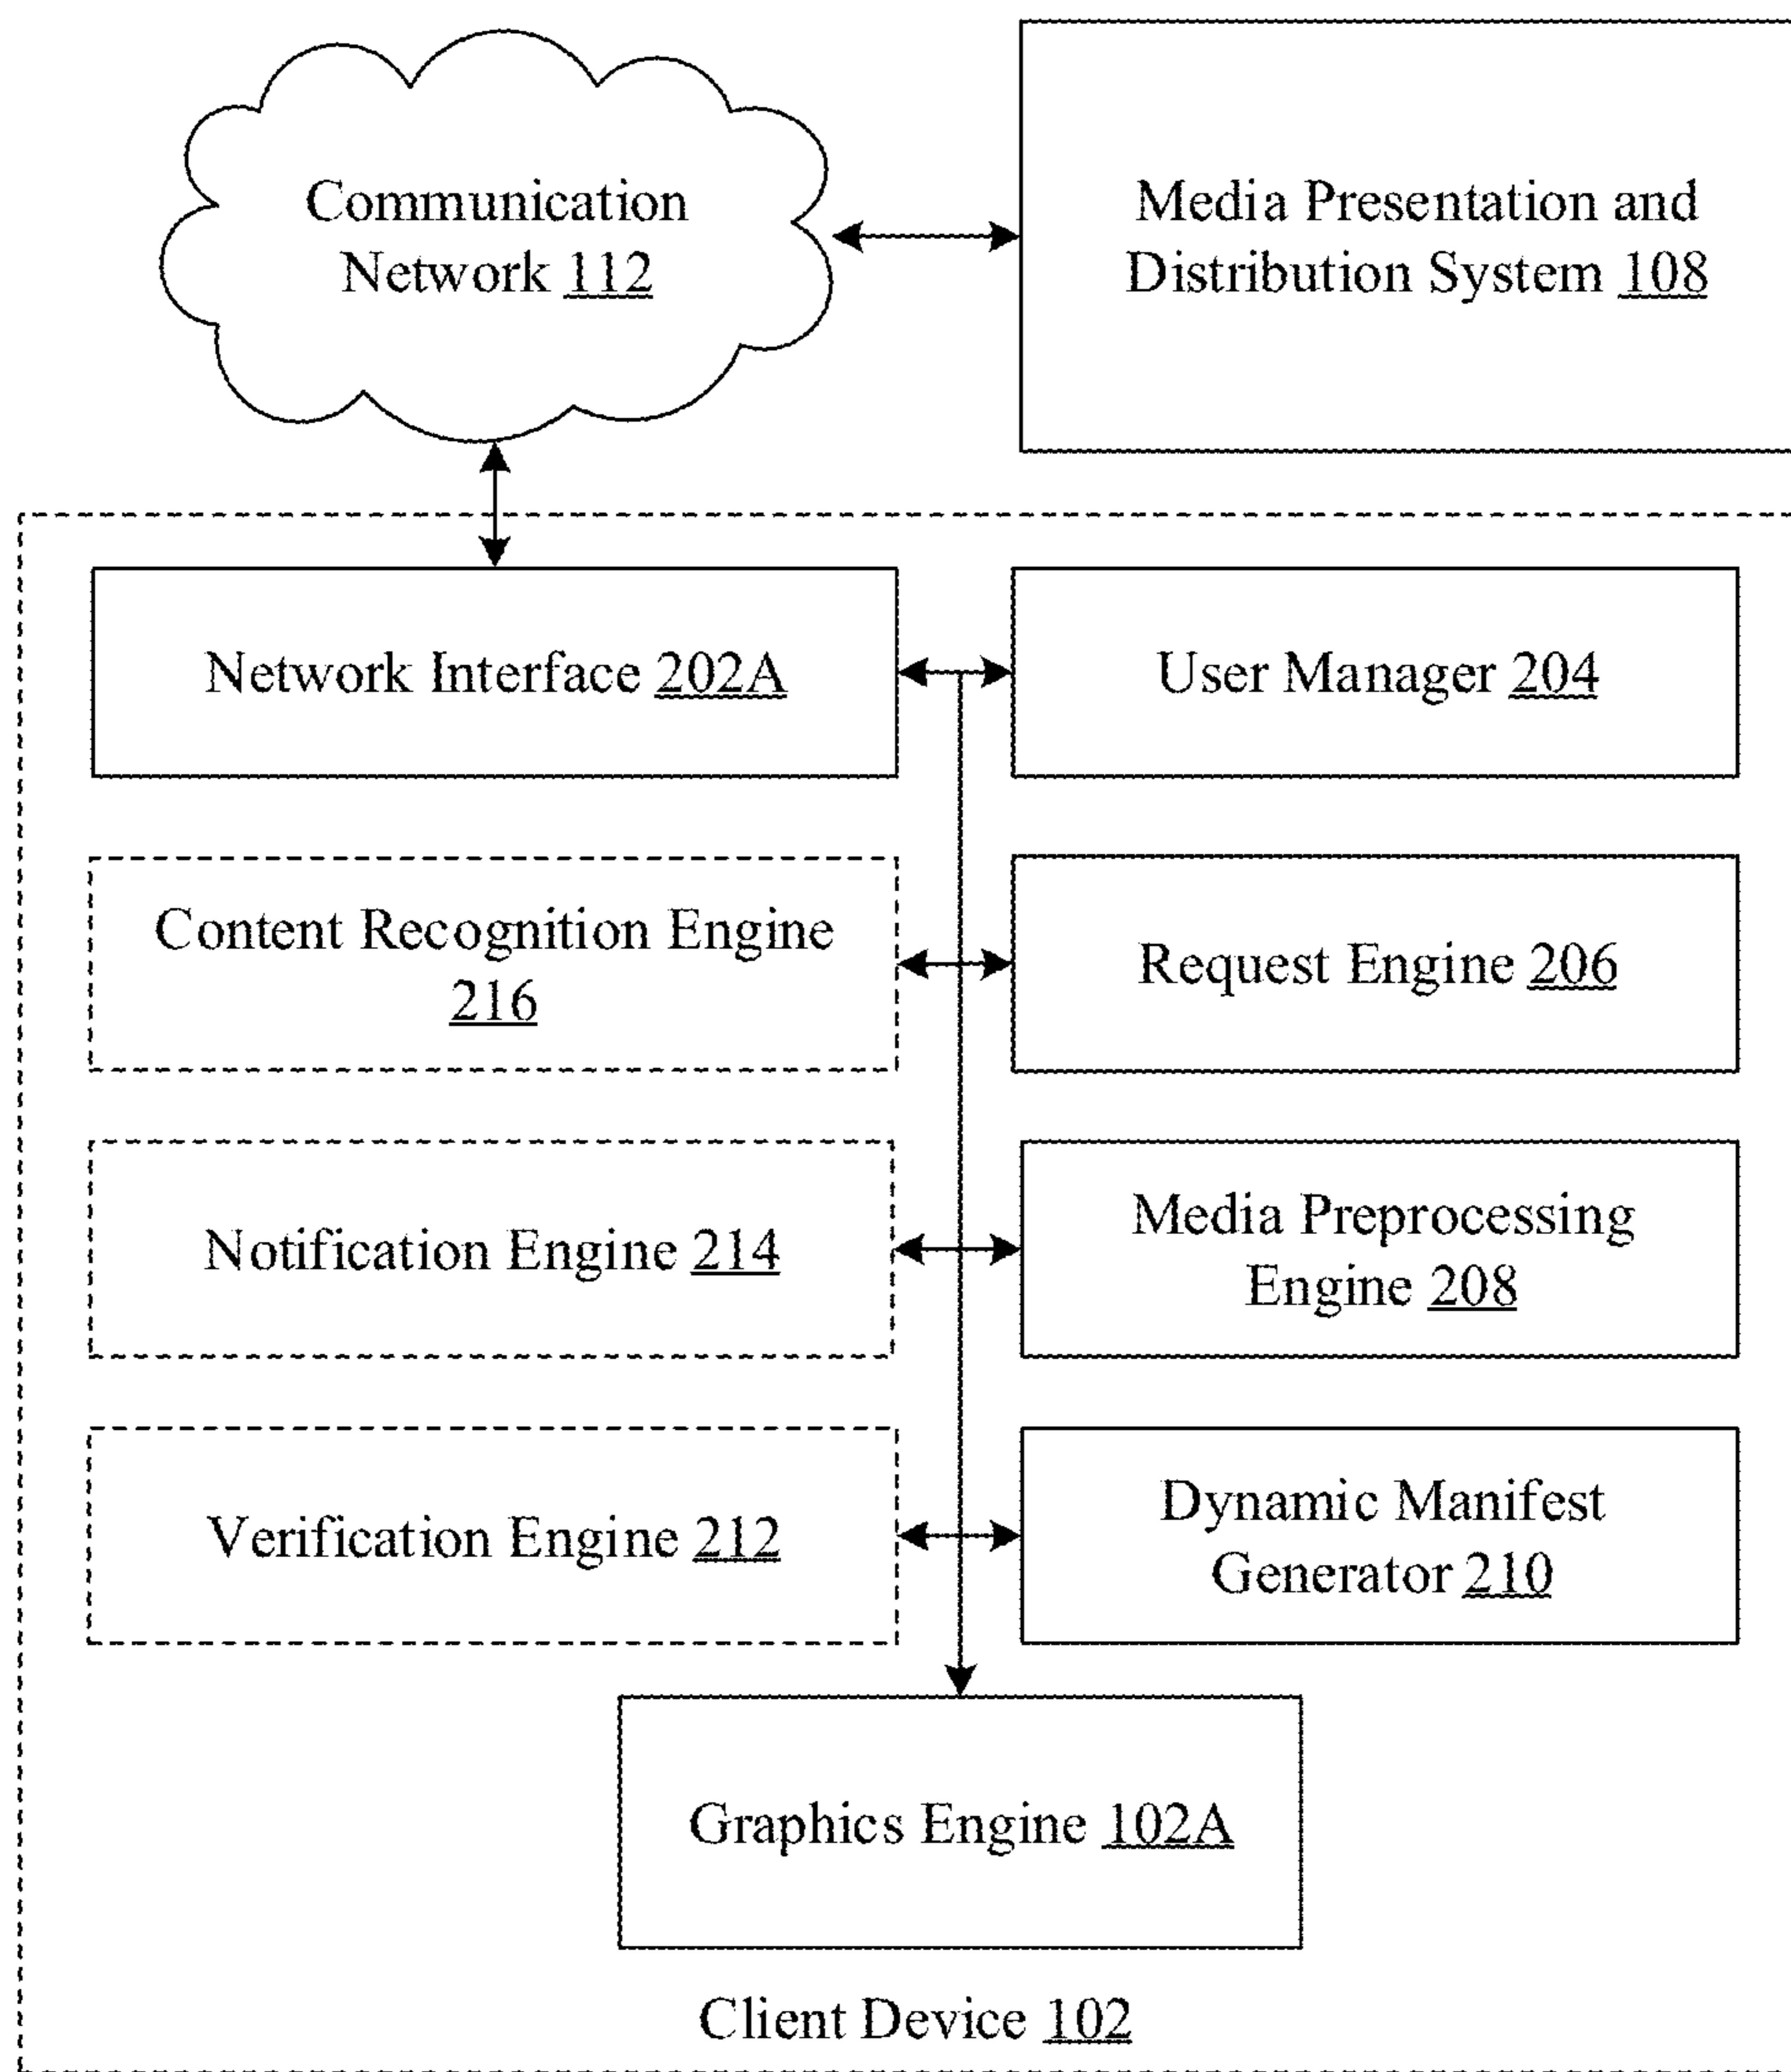 Communication
Network 112
Media Presentation and
Distribution System 108
Network Interface 202A
User Manager 204
Content Recognition Engine
216
Request Engine 206
Notification Engine 214
Media Preprocessing
Engine 208
Verification Engine 212
Dynamic Manifest
Generator 210
Graphics Engine 102A
Client Device 102